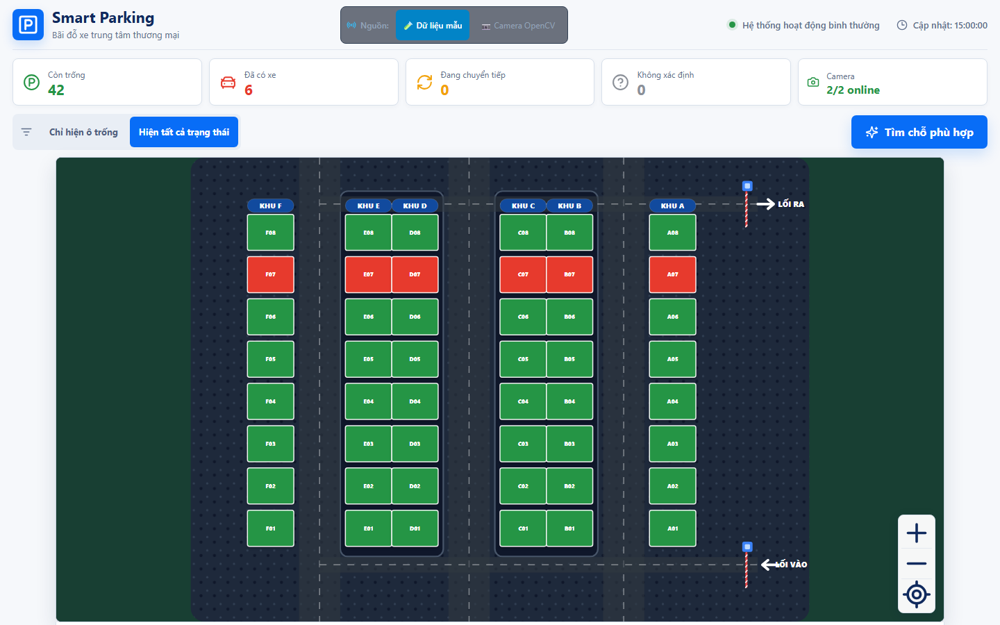 Smart Parking
Bãi đỗ xe trung tâm thương mại
Nguồn:
Dữ liệu mẫu
Camera OpenCV
Hệ thống hoạt động bình thường
Cập nhật: 15:00:00
Còn trống
42
Đã có xe
6
Đang chuyển tiếp
0
Không xác định
0
Camera
2/2 online
Chỉ hiện ô trống
Hiện tất cả trạng thái
Tìm chỗ phù hợp
KHU F KHU E KHU D KHU C KHU B KHU A
LỐI RA
F08 E08 D08 C08 B08 A08
F07 E07 D07 C07 B07 A07
F06 E06 D06 C06 B06 A06
F05 E05 D05 C05 B05 A05
F04 E04 D04 C04 B04 A04
F03 E03 D03 C03 B03 A03
F02 E02 D02 C02 B02 A02
F01 E01 D01 C01 B01 A01
LỐI VÀO